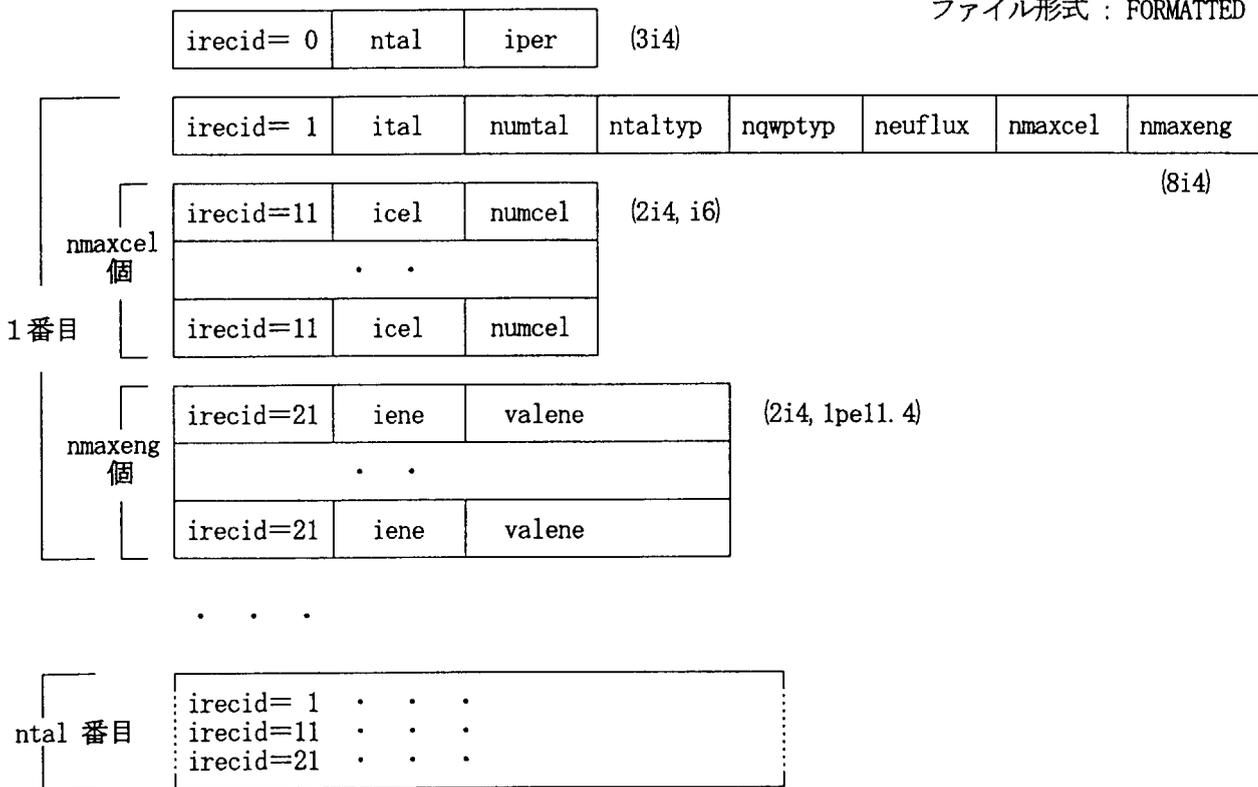 ファイル形式 : FORMATTED
irecid= 0 ntal iper (3i4)
irecid= 1 ital numtal ntaltyp nqwptyp neuflux nmaxcel nmaxeng
(8i4)
irecid=11 icel numcel (2i4, i6)
nmaxcel
個
・ ・
1番目
irecid=11 icel numcel
irecid=21 iene valene (2i4, 1pe11.4)
nmaxeng
個
・ ・
irecid=21 iene valene
・ ・ ・
ntal 番目
irecid= 1 ・ ・ ・
irecid=11 ・ ・ ・
irecid=21 ・ ・ ・